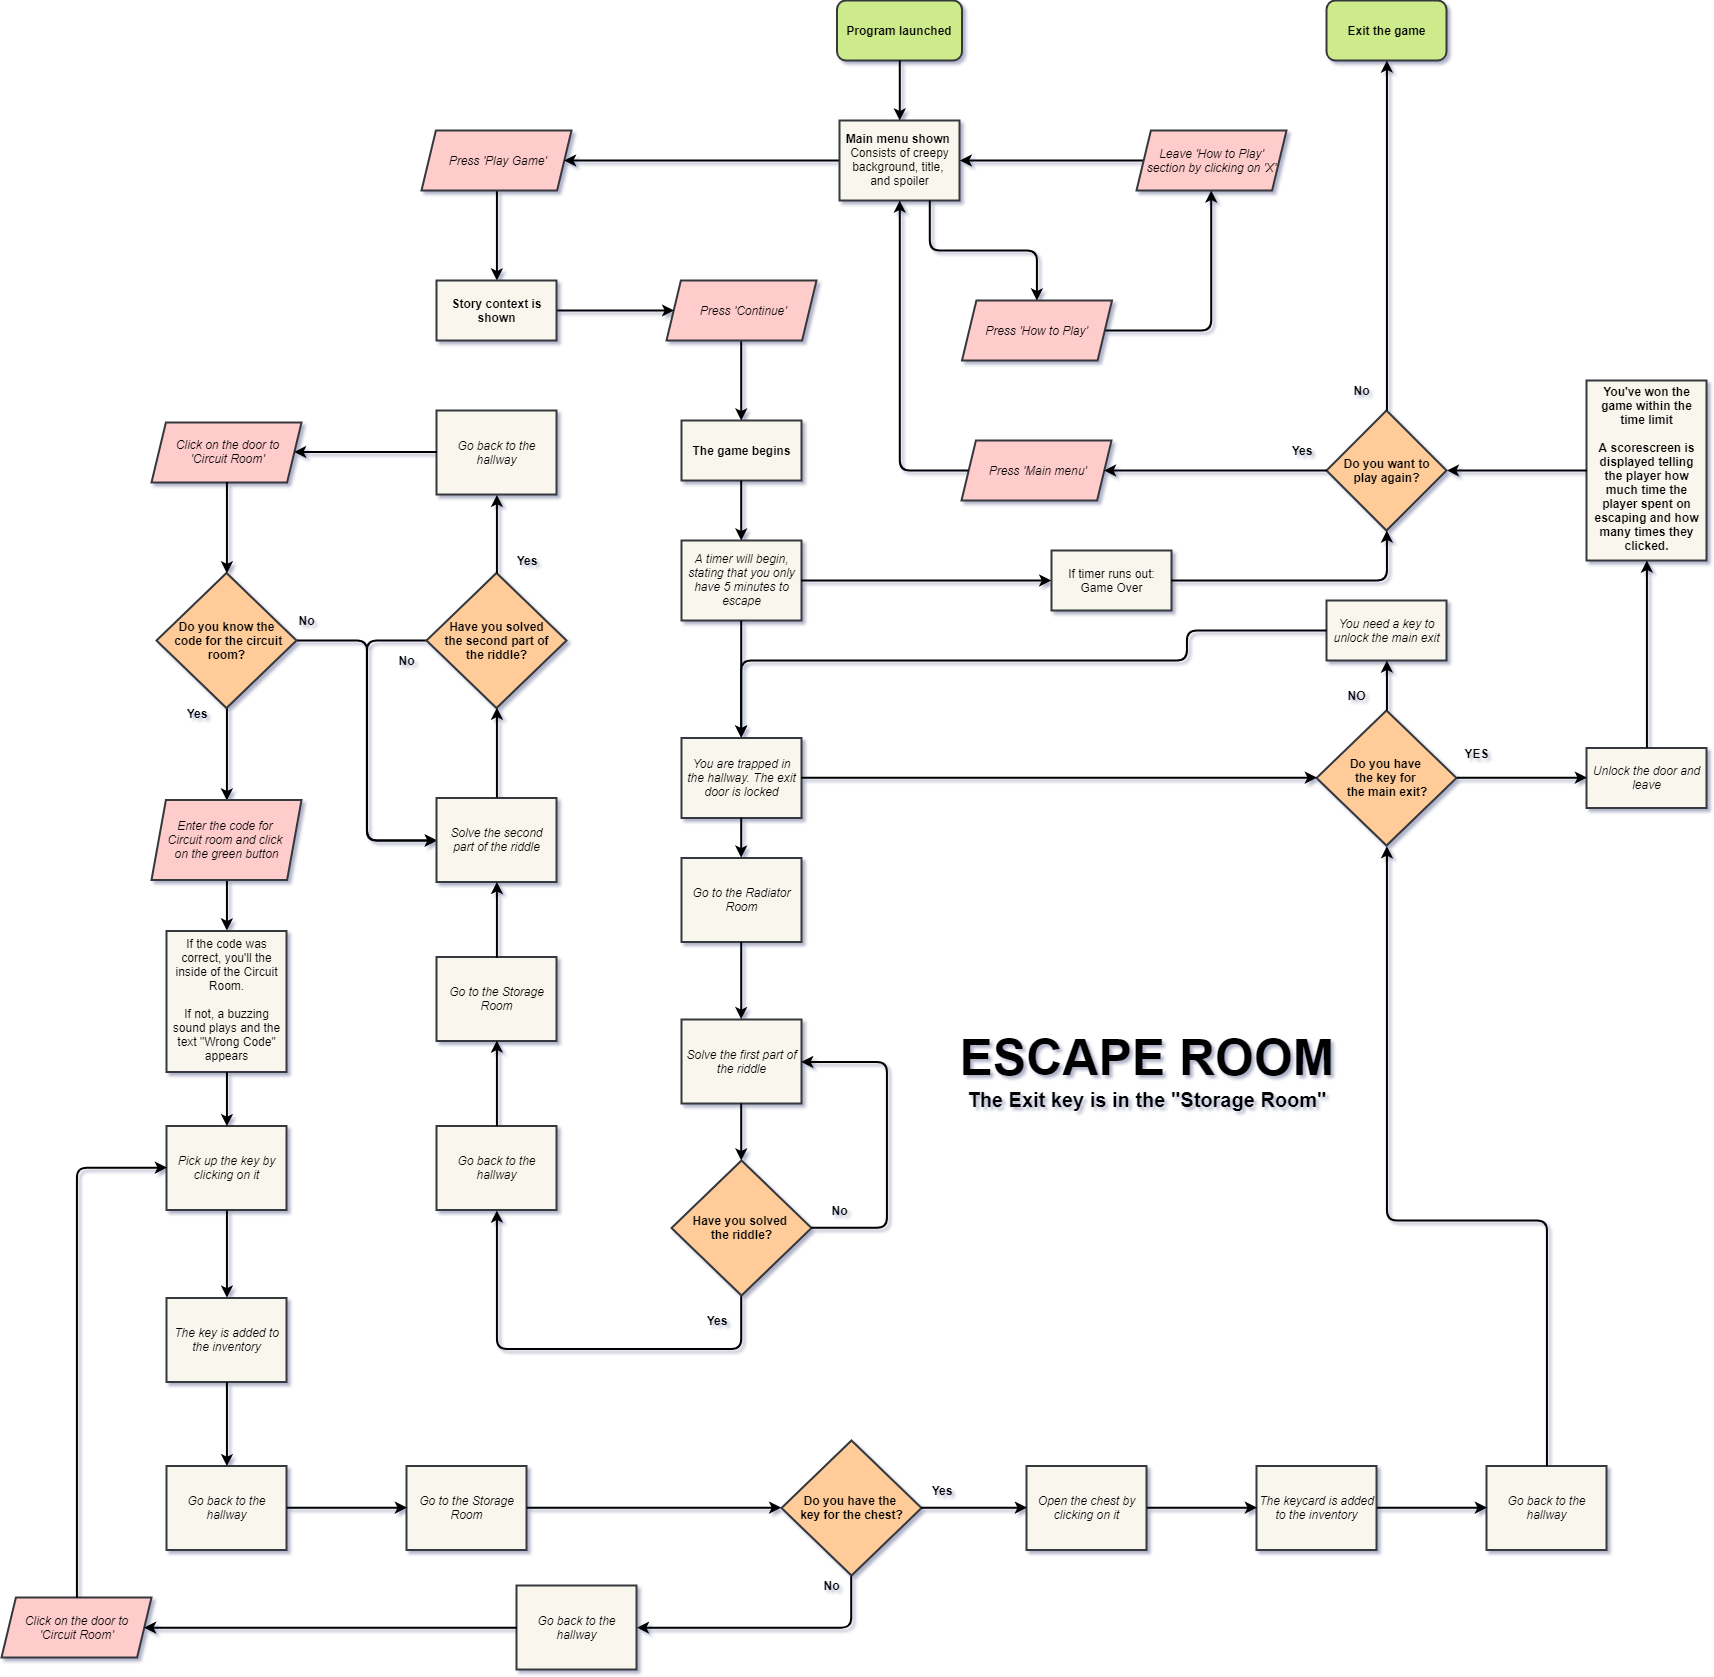 Program launched
Exit the game
Main menu shown
Consists of creepy
background, title,
and spoiler
Press 'Play Game'
Leave 'How to Play'
section by clicking on 'X'
Story context is
shown
Press 'Continue'
Press 'How to Play'
No
You've won the
game within the
time limit
A scorescreen is
displayed telling
the player how
much time the
player spent on
escaping and how
many times they
clicked.
Click on the door to
'Circuit Room'
Go back to the
hallway
The game begins
Press 'Main menu'
Yes
Do you want to
play again?
Yes
A timer will begin,
stating that you only
have 5 minutes to
escape
If timer runs out:
Game Over
Do you know the
code for the circuit
room?
No
Have you solved
the second part of
the riddle?
No
You need a key to
unlock the main exit
NO
Yes
You are trapped in
the hallway. The exit
door is locked
Do you have
the key for
the main exit?
YES
Unlock the door and
leave
Enter the code for
Circuit room and click
on the green button
Solve the second
part of the riddle
Go to the Radiator
Room
If the code was
correct, you'll the
inside of the Circuit
Room.
If not, a buzzing
sound plays and the
text "Wrong Code"
appears
Go to the Storage
Room
Solve the first part of
the riddle
ESCAPE ROOM
The Exit key is in the "Storage Room"
Pick up the key by
clicking on it
Go back to the
hallway
Have you solved
the riddle?
No
Yes
The key is added to
the inventory
Go back to the
hallway
Go to the Storage
Room
Do you have the
key for the chest?
Yes
Open the chest by
clicking on it
The keycard is added
to the inventory
Go back to the
hallway
No
Click on the door to
'Circuit Room'
Go back to the
hallway